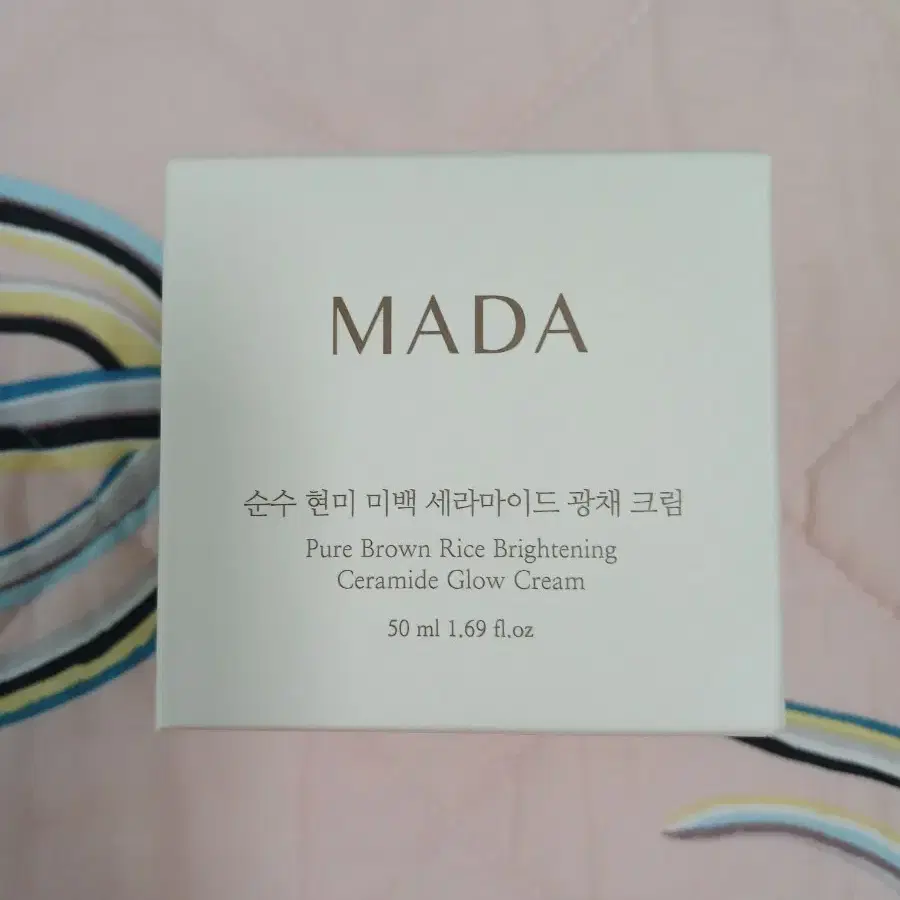 MADA
순수 현미 미백 세라마이드 광채 크림
Pure Brown Rice Brightening
Ceramide Glow Cream
50 ml 1.69 fl.oz